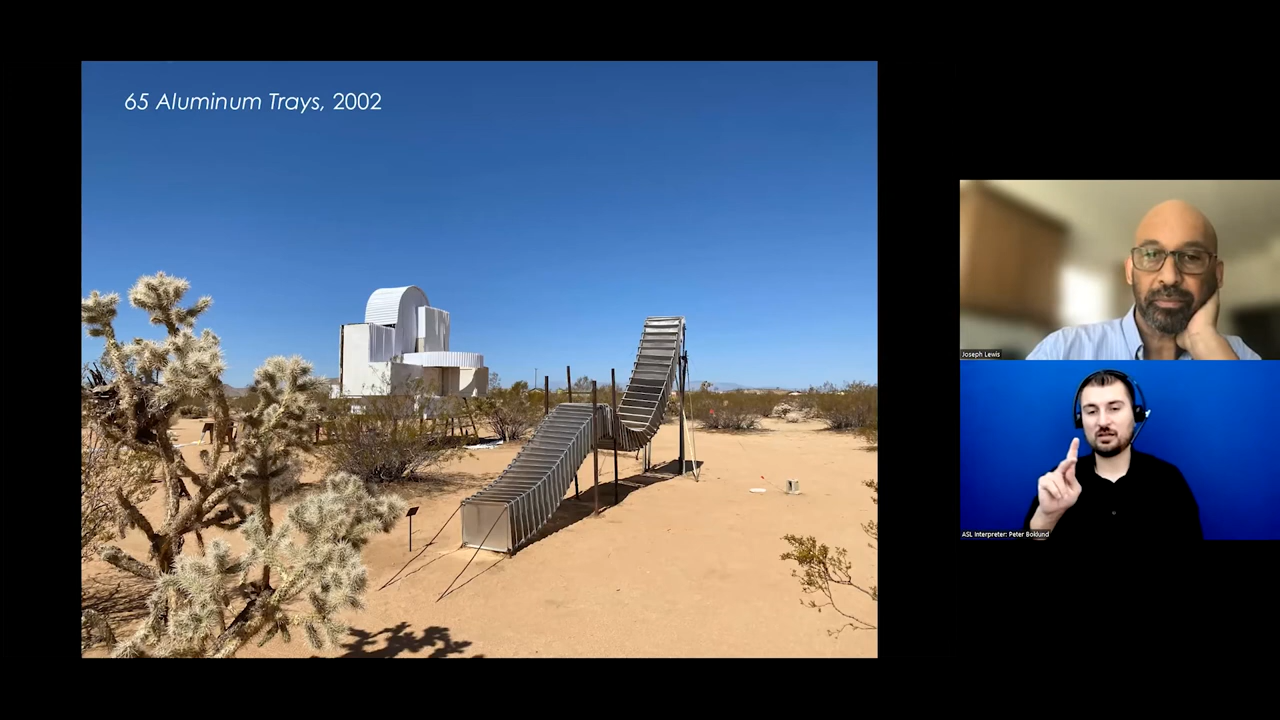 65 Aluminum Trays, 2002
Joseph Lewis
ASL Interpreter: Peter Boklund